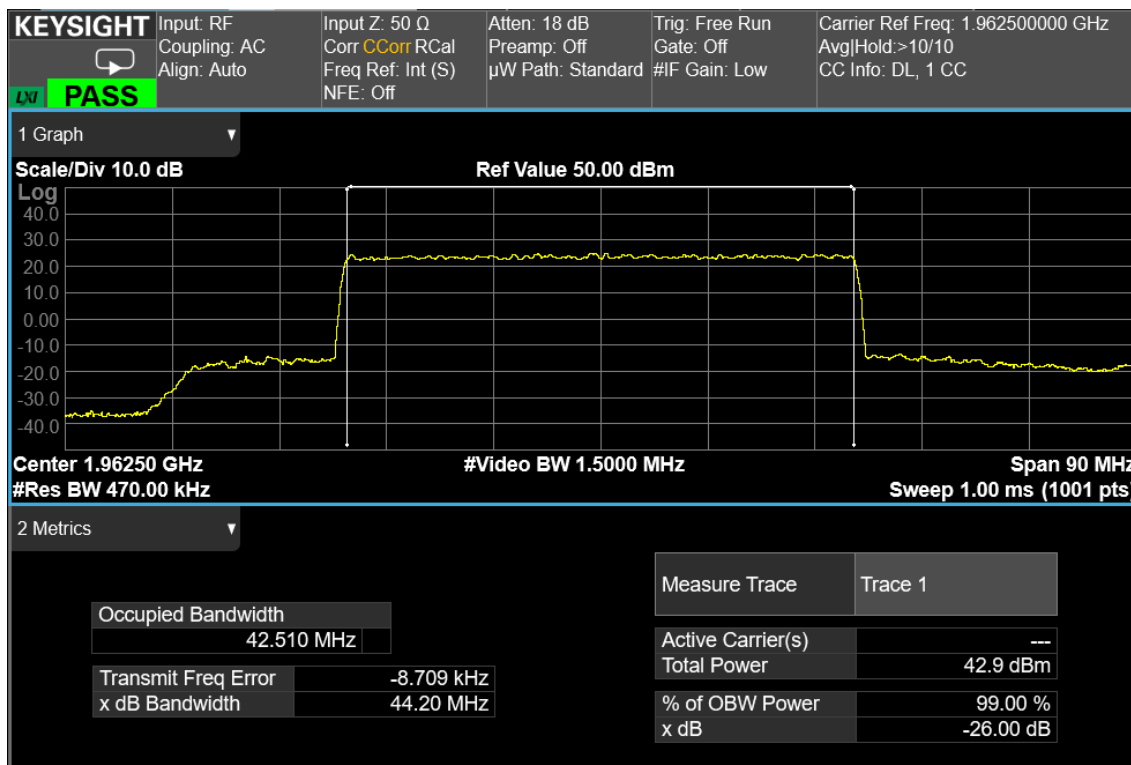 KEYSIGHT Input: RF Input Z: 50 Ω Atten: 18 dB Trig: Free Run Carrier Ref Freq: 1.962500000 GHz
Coupling: AC Corr CCorr RCal Preamp: Off Gate: Off Avg|Hold:>10/10
Align: Auto Freq Ref: Int (S) µW Path: Standard #IF Gain: Low CC Info: DL, 1 CC
LXI PASS NFE: Off
1 Graph
Scale/Div 10.0 dB Ref Value 50.00 dBm
Log
40.0
30.0
20.0
10.0
0.00
-10.0
-20.0
-30.0
-40.0
Center 1.96250 GHz #Video BW 1.5000 MHz Span 90 MHz
#Res BW 470.00 kHz Sweep 1.00 ms (1001 pts
2 Metrics
Measure Trace Trace 1
Occupied Bandwidth
42.510 MHz
Active Carrier(s) ---
Total Power 42.9 dBm
Transmit Freq Error -8.709 kHz
x dB Bandwidth 44.20 MHz
% of OBW Power 99.00 %
x dB -26.00 dB